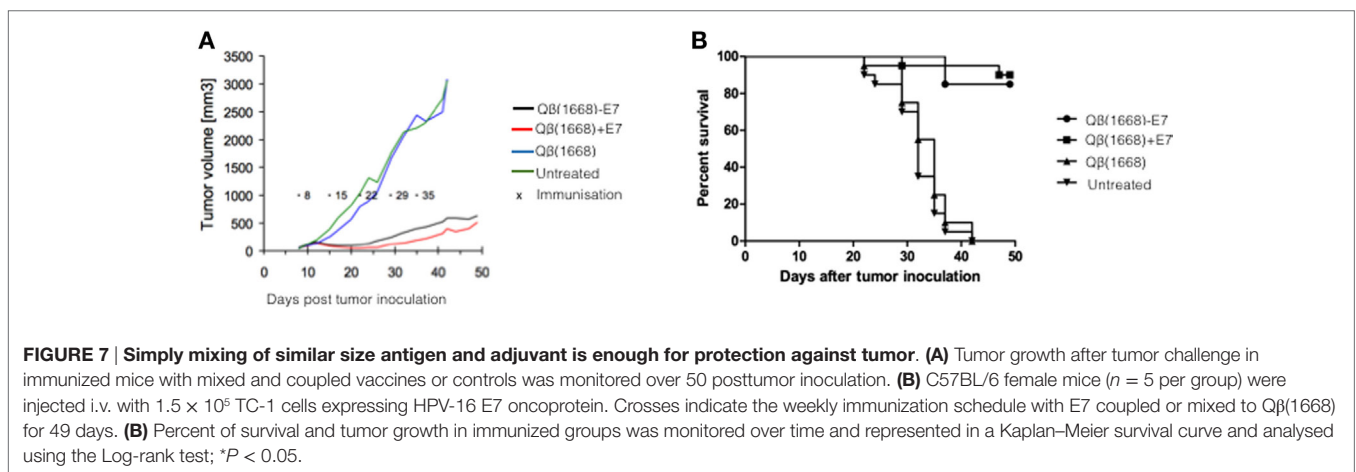 A
3500
3000
2500
2000
1500
1000
500
0
Tumor volume [mm3]
- 8 - 15 - 22 - 29 - 35
0 10 20 30 40 50
Days post tumor inoculation
Qβ(1668)-E7
Qβ(1668)+E7
Qβ(1668)
Untreated
x Immunisation
B
100
80
60
40
20
0
Percent survival
0 10 20 30 40 50
Days after tumor inoculation
Qβ(1668)-E7
Qβ(1668)+E7
Qβ(1668)
Untreated
FIGURE 7 | Simply mixing of similar size antigen and adjuvant is enough for protection against tumor. (A) Tumor growth after tumor challenge in
immunized mice with mixed and coupled vaccines or controls was monitored over 50 posttumor inoculation. (B) C57BL/6 female mice (n = 5 per group) were
injected i.v. with 1.5 × 10⁵ TC-1 cells expressing HPV-16 E7 oncoprotein. Crosses indicate the weekly immunization schedule with E7 coupled or mixed to Qβ(1668)
for 49 days. (B) Percent of survival and tumor growth in immunized groups was monitored over time and represented in a Kaplan–Meier survival curve and analysed
using the Log-rank test; *P < 0.05.